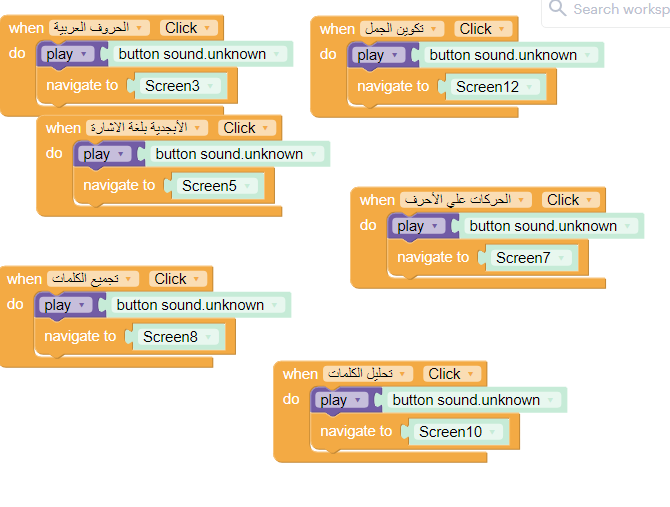 when الحروف العربية Click
do play button sound.unknown
navigate to Screen3
when تكوين الجمل Click
do play button sound.unknown
navigate to Screen12
Search worksp
when الأبجدية بلغة الاشارة Click
do play button sound.unknown
navigate to Screen5
when الحركات علي الأحرف Click
do play button sound.unknown
navigate to Screen7
when تجميع الكلمات Click
do play button sound.unknown
navigate to Screen8
when تحليل الكلمات Click
do play button sound.unknown
navigate to Screen10